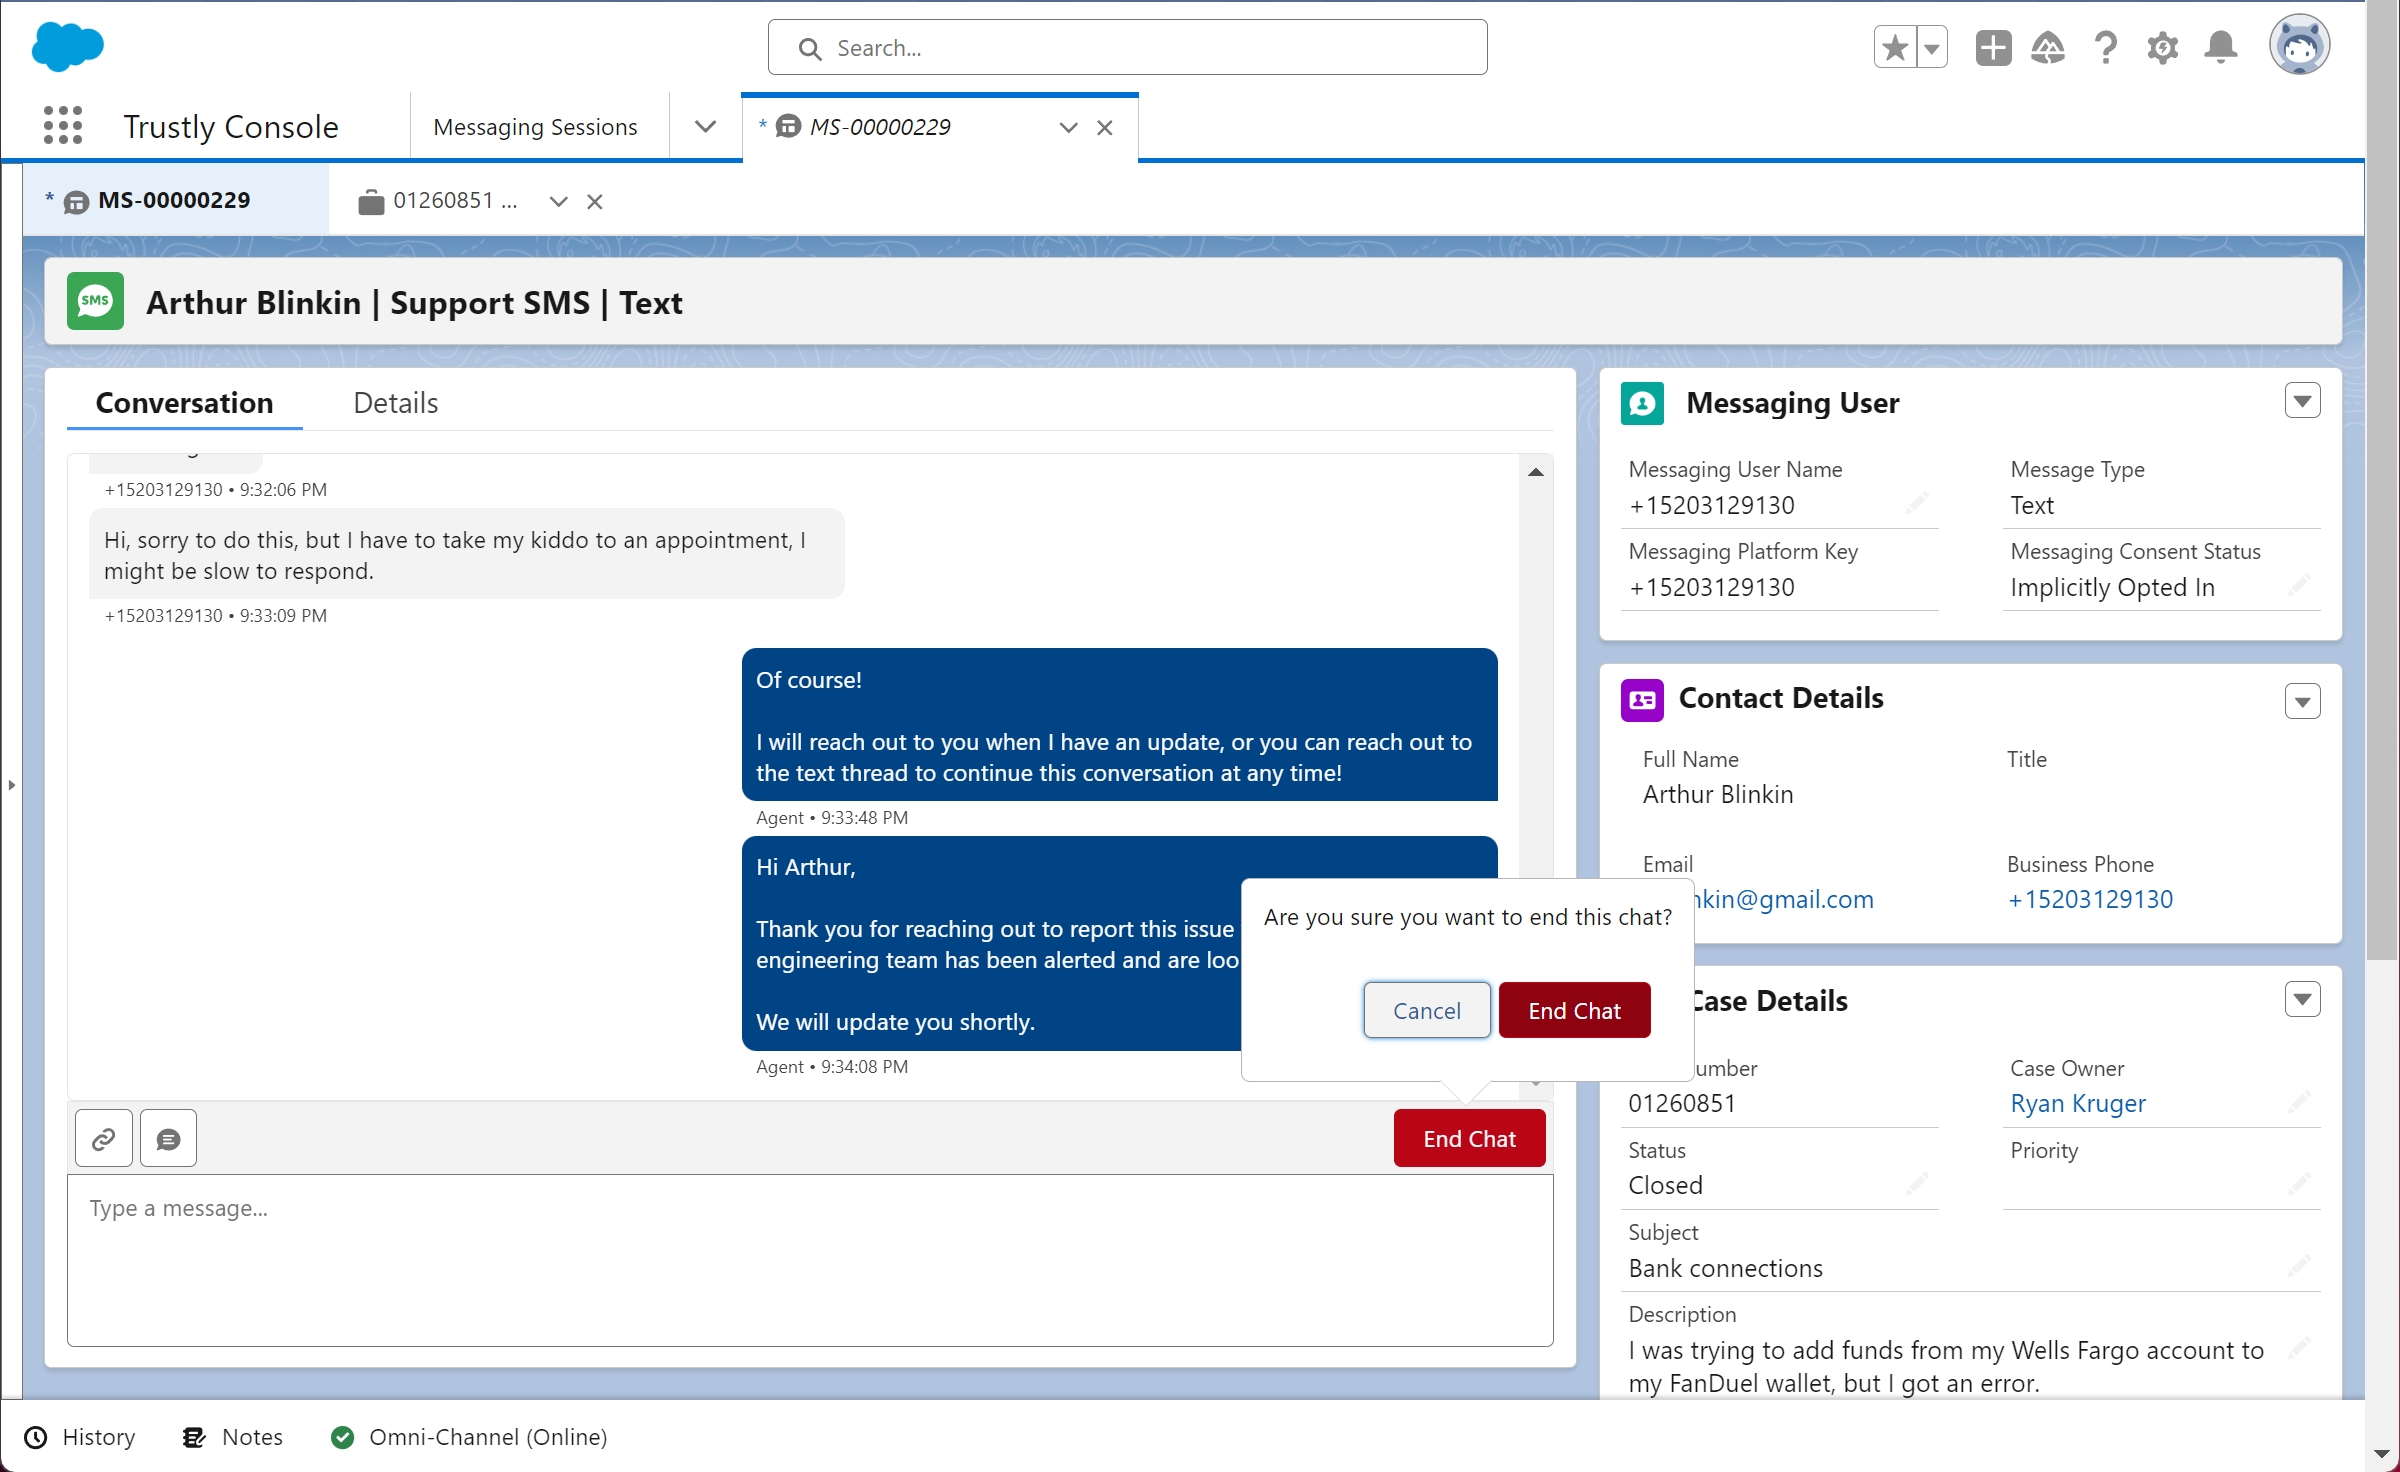 Search...
Trustly Console
Messaging Sessions
* MS-00000229
* MS-00000229
01260851 ...
SMS
Arthur Blinkin | Support SMS | Text
Conversation
Details
+15203129130 • 9:32:06 PM
Hi, sorry to do this, but I have to take my kiddo to an appointment, I
might be slow to respond.
+15203129130 • 9:33:09 PM
Of course!
I will reach out to you when I have an update, or you can reach out to
the text thread to continue this conversation at any time!
Agent • 9:33:48 PM
Hi Arthur,
Thank you for reaching out to report this issue
engineering team has been alerted and are loo
We will update you shortly.
Agent • 9:34:08 PM
Are you sure you want to end this chat?
Cancel
End Chat
End Chat
Type a message...
Messaging User
Messaging User Name
+15203129130
Message Type
Text
Messaging Platform Key
+15203129130
Messaging Consent Status
Implicitly Opted In
Contact Details
Full Name
Arthur Blinkin
Title
Email
nkin@gmail.com
Business Phone
+15203129130
Case Details
umber
01260851
Case Owner
Ryan Kruger
Status
Closed
Priority
Subject
Bank connections
Description
I was trying to add funds from my Wells Fargo account to
my FanDuel wallet, but I got an error.
History
Notes
Omni-Channel (Online)